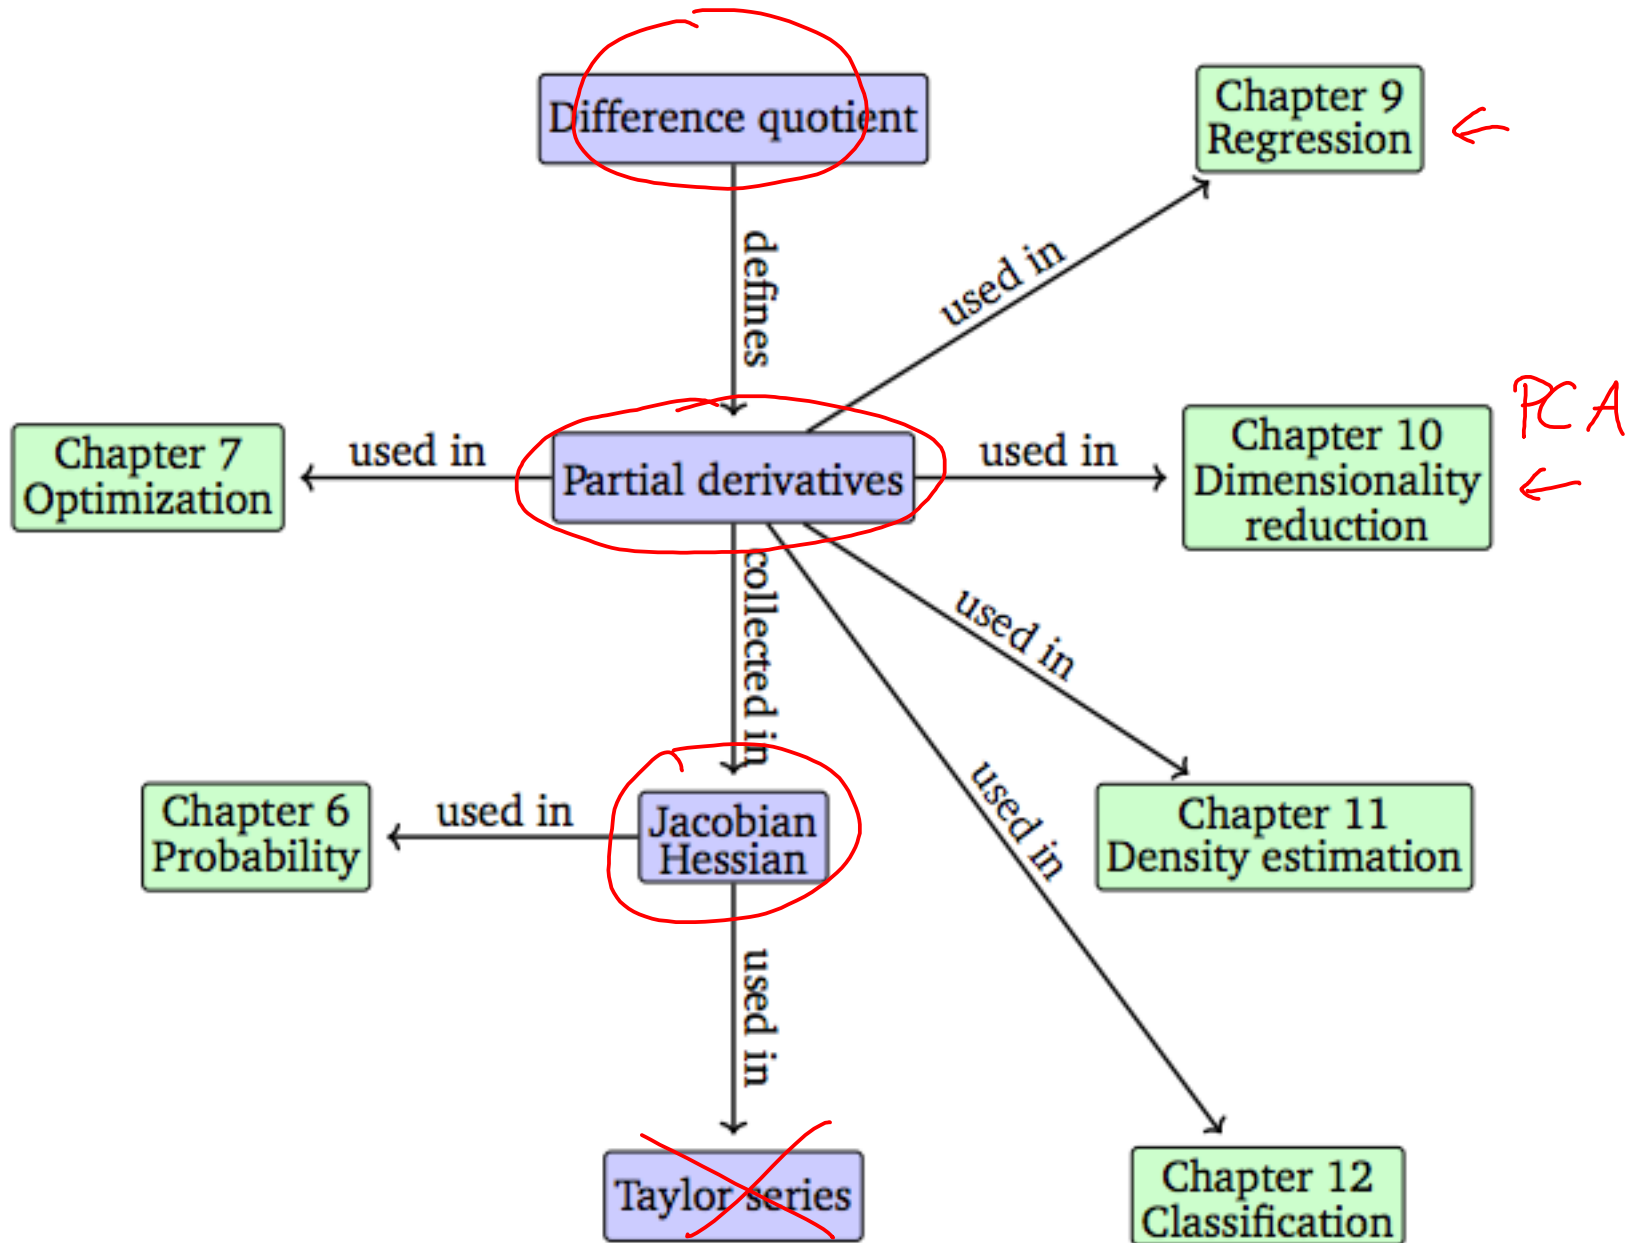 Difference quotient
Chapter 9
Regression
defines
used in
PCA
Chapter 7
Optimization
used in
Partial derivatives
used in
Chapter 10
Dimensionality
reduction
collected in
used in
used in
Chapter 6
Probability
used in
Jacobian
Hessian
Chapter 11
Density estimation
used in
Taylor series
Chapter 12
Classification